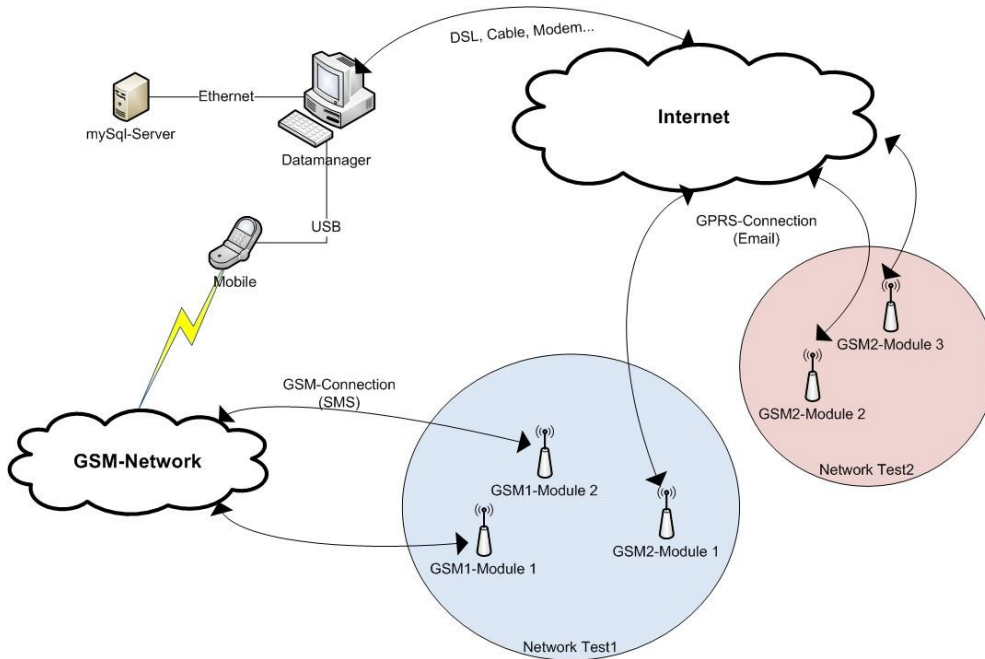 DSL, Cable, Modem...
Ethernet
mySql-Server
Datamanager
Internet
USB
Mobile
GPRS-Connection
(Email)
GSM2-Module 3
GSM2-Module 2
Network Test2
GSM-Connection
(SMS)
GSM-Network
GSM1-Module 2
GSM1-Module 1
GSM2-Module 1
Network Test1